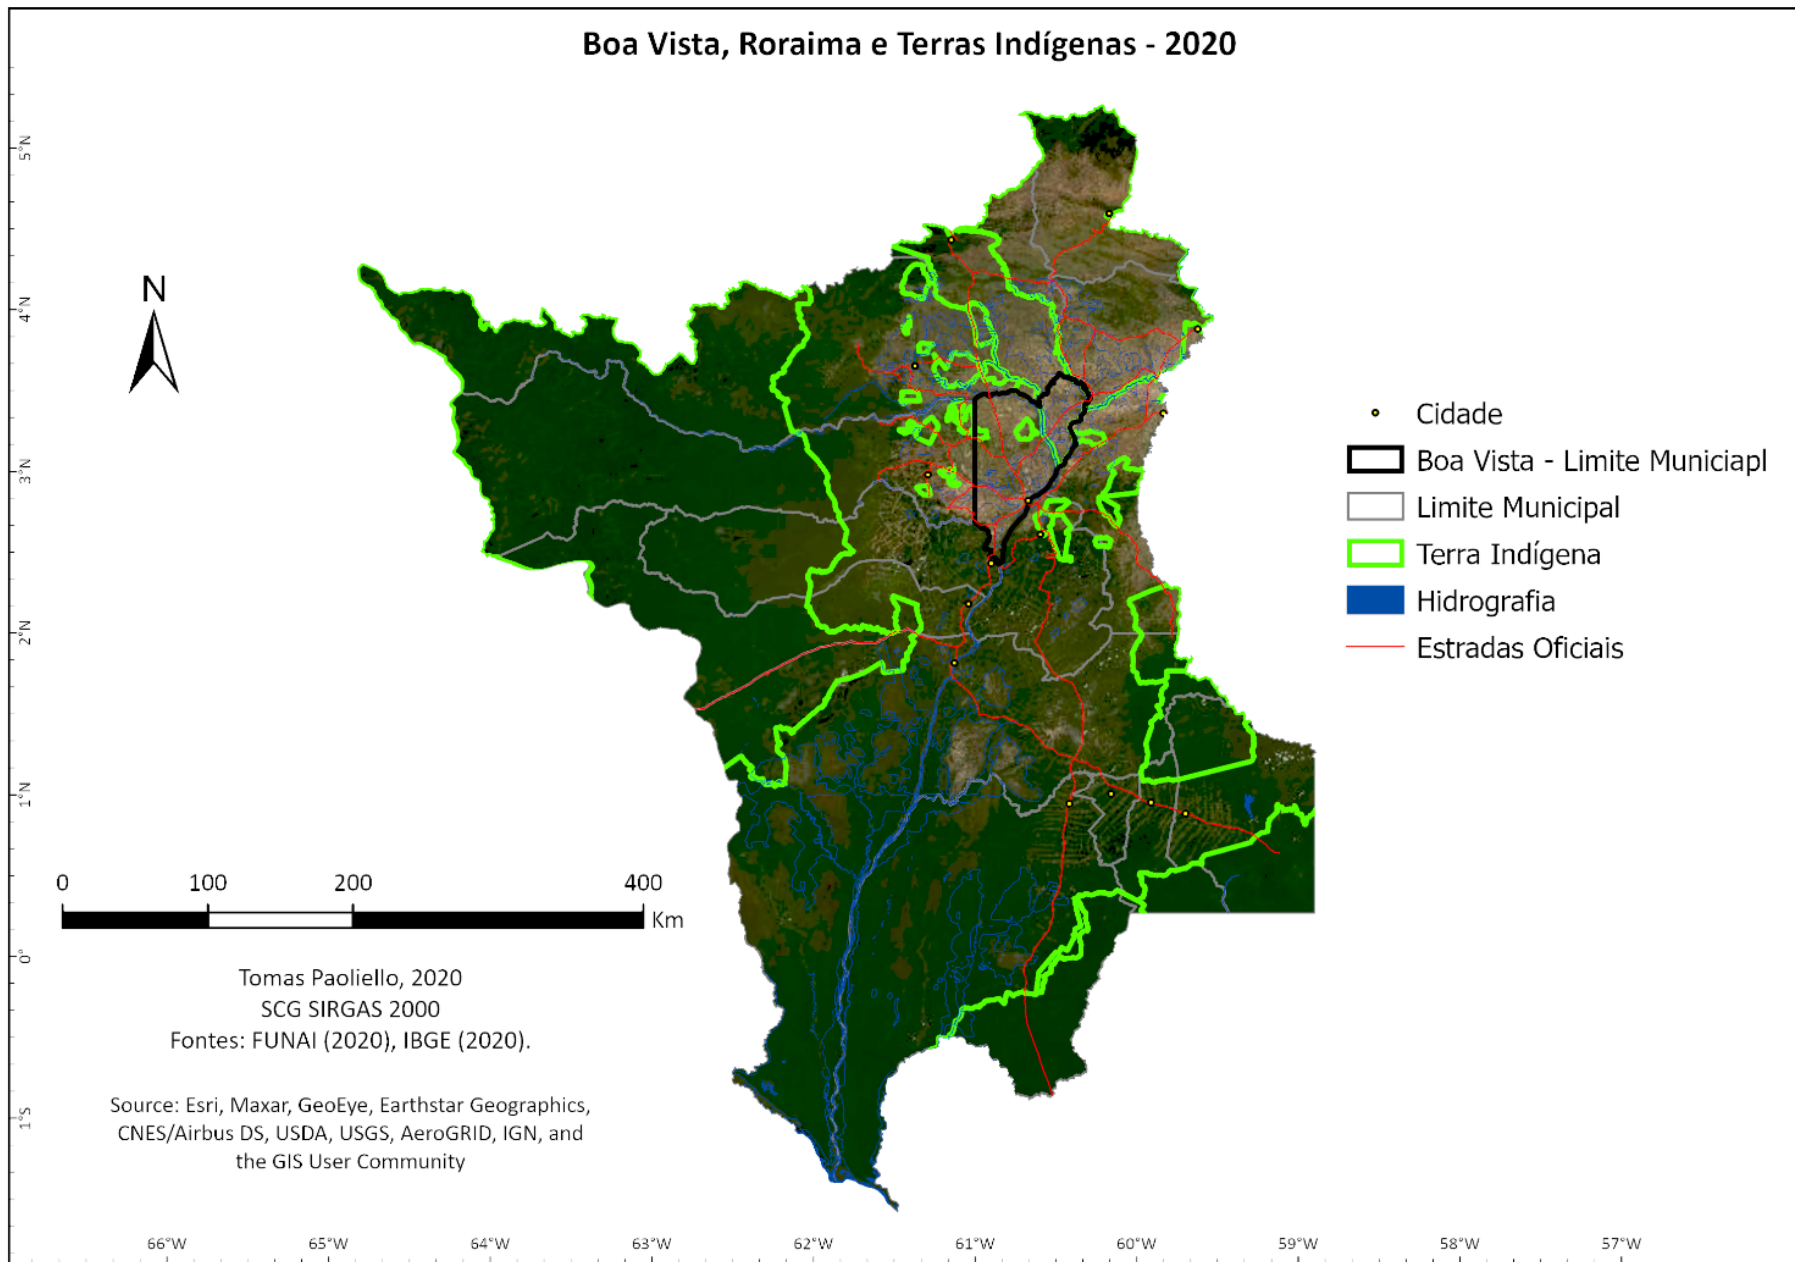 Boa Vista, Roraima e Terras Indígenas - 2020
5°N
4°N
3°N
2°N
1°N
0°
1°S
N
Cidade
Boa Vista - Limite Municiapl
Limite Municipal
Terra Indígena
Hidrografia
Estradas Oficiais
0 100 200 400
Km
Tomas Paoliello, 2020
SCG SIRGAS 2000
Fontes: FUNAI (2020), IBGE (2020).
Source: Esri, Maxar, GeoEye, Earthstar Geographics,
CNES/Airbus DS, USDA, USGS, AeroGRID, IGN, and
the GIS User Community
66°W 65°W 64°W 63°W 62°W 61°W 60°W 59°W 58°W 57°W